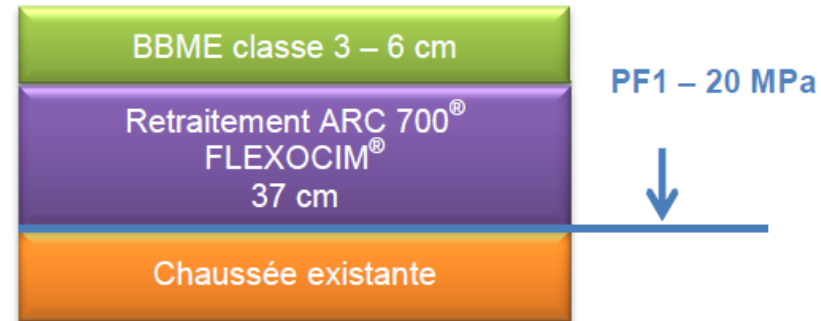 BBME classe 3 – 6 cm
PF1 – 20 MPa
Retraitement ARC 700®
FLEXOCIM®
37 cm
Chaussée existante